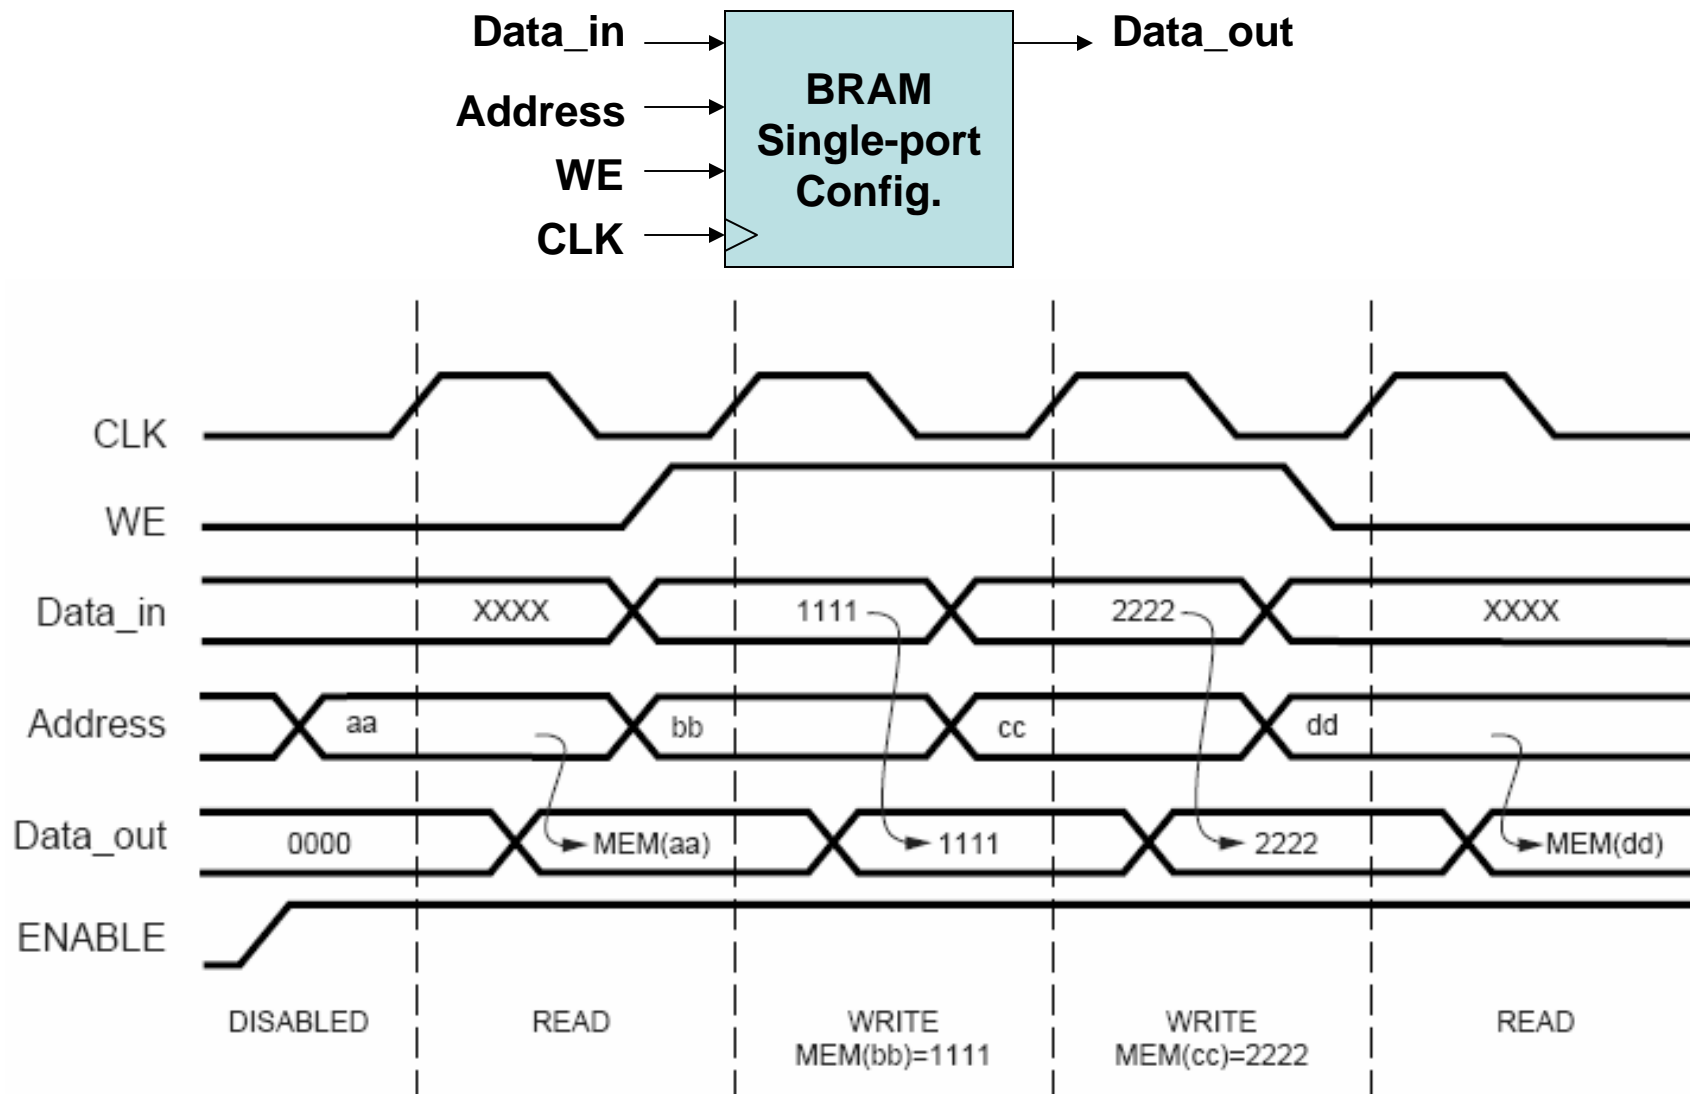 Data_in
Data_out
Address
WE
CLK
BRAM
Single-port
Config.
CLK
WE
Data_in XXXX 1111 2222 XXXX
Address aa bb cc dd
Data_out 0000 MEM(aa) 1111 2222 MEM(dd)
ENABLE
DISABLED READ WRITE WRITE READ
MEM(bb)=1111 MEM(cc)=2222